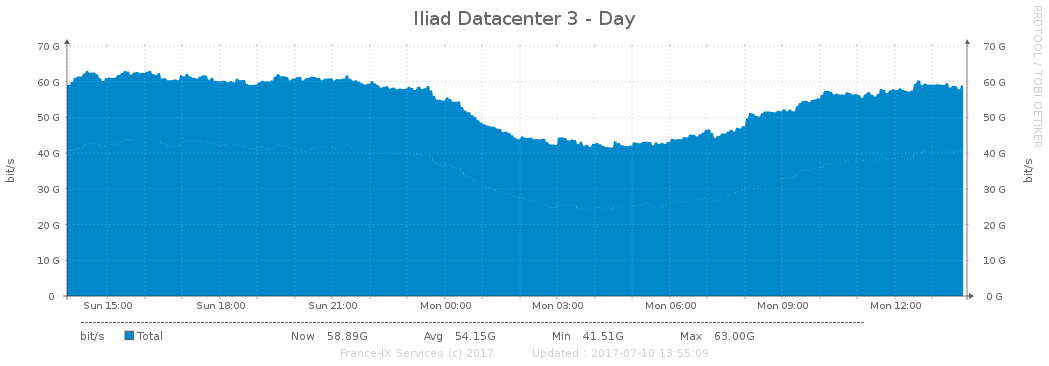 Iliad Datacenter 3 - Day
RRDTOOL / TOBI OETIKER
70 G 70 G
60 G 60 G
50 G 50 G
40 G 40 G
30 G 30 G
20 G 20 G
10 G 10 G
0 0 G
bit/s bit/s
Sun 15:00 Sun 18:00 Sun 21:00 Mon 00:00 Mon 03:00 Mon 06:00 Mon 09:00 Mon 12:00
bit/s Total Now 58.89G Avg 54.15G Min 41.51G Max 63.00G
France-IX Services (c) 2017 Updated : 2017-07-10 13:55:09